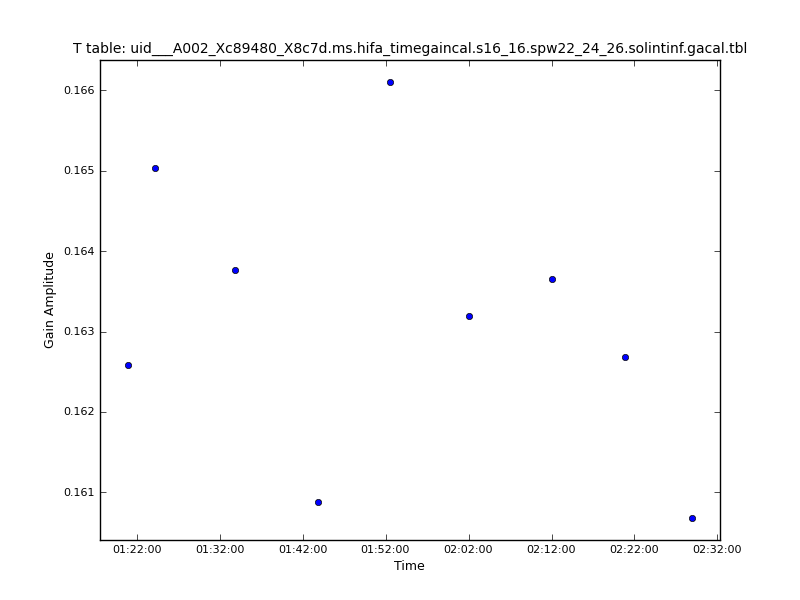 T table: uid___A002_Xc89480_X8c7d.ms.hifa_timegaincal.s16_16.spw22_24_26.solintinf.gacal.tbl
0.166
0.165
0.164
0.163
0.162
0.161
Gain Amplitude
01:22:00 01:32:00 01:42:00 01:52:00 02:02:00 02:12:00 02:22:00 02:32:00
Time